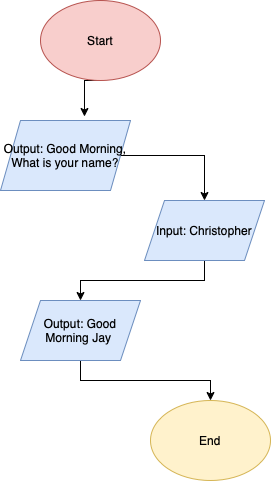 Start
Output: Good Morning,
What is your name?
Input: Christopher
Output: Good
Morning Jay
End